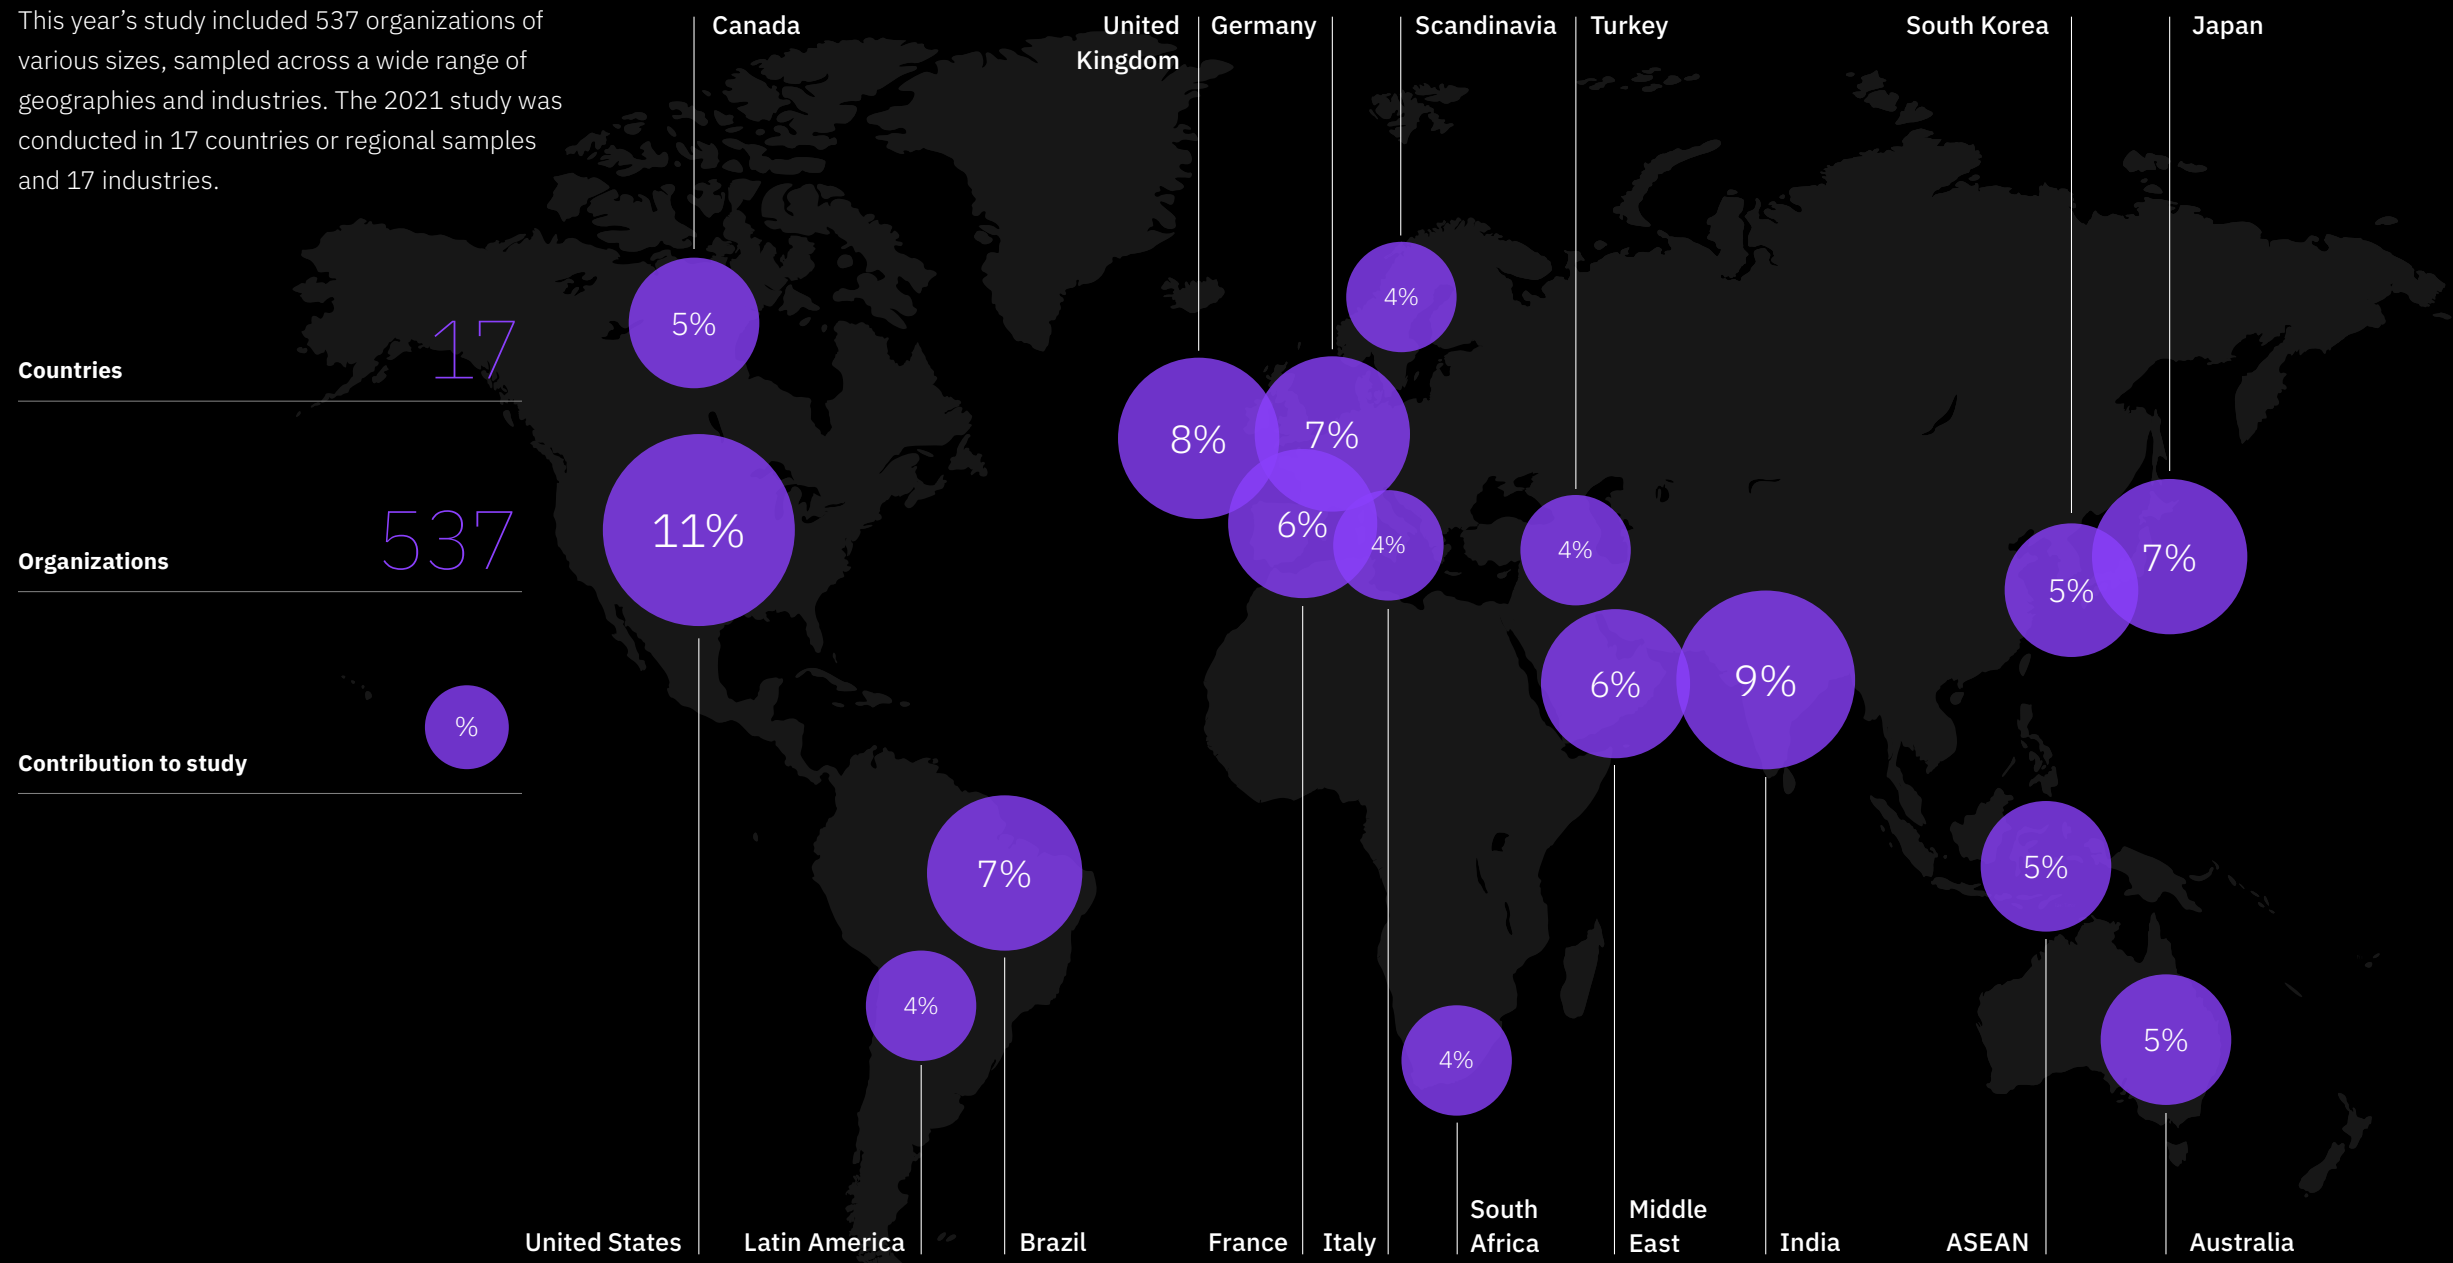 This year’s study included 537 organizations of
various sizes, sampled across a wide range of
geographies and industries. The 2021 study was
conducted in 17 countries or regional samples
and 17 industries.
Countries
17
Organizations
537
Contribution to study
%
Canada
United
Kingdom
Germany
Scandinavia
Turkey
South Korea
Japan
5%
4%
8%
7%
11%
6%
4%
4%
5%
7%
6%
9%
7%
5%
4%
4%
5%
United States
Latin America
Brazil
France
Italy
South
Africa
Middle
East
India
ASEAN
Australia